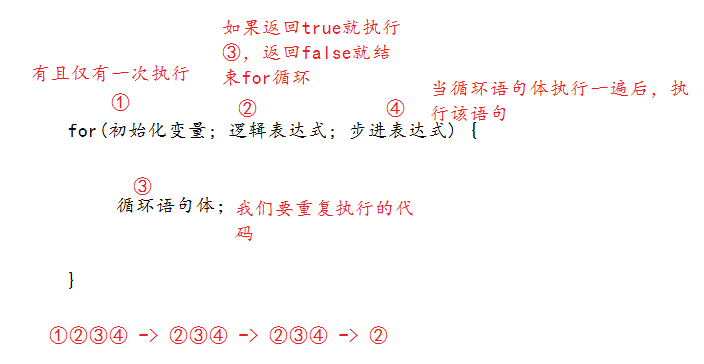 如果返回true就执行
③，返回false就结
束for循环
有且仅有一次执行
当循环语句体执行一遍后，执
行该语句
① ② ④
for(初始化变量; 逻辑表达式; 步进表达式) {
③
循环语句体; 我们要重复执行的代
码
}
①②③④ -> ②③④ -> ②③④ -> ②